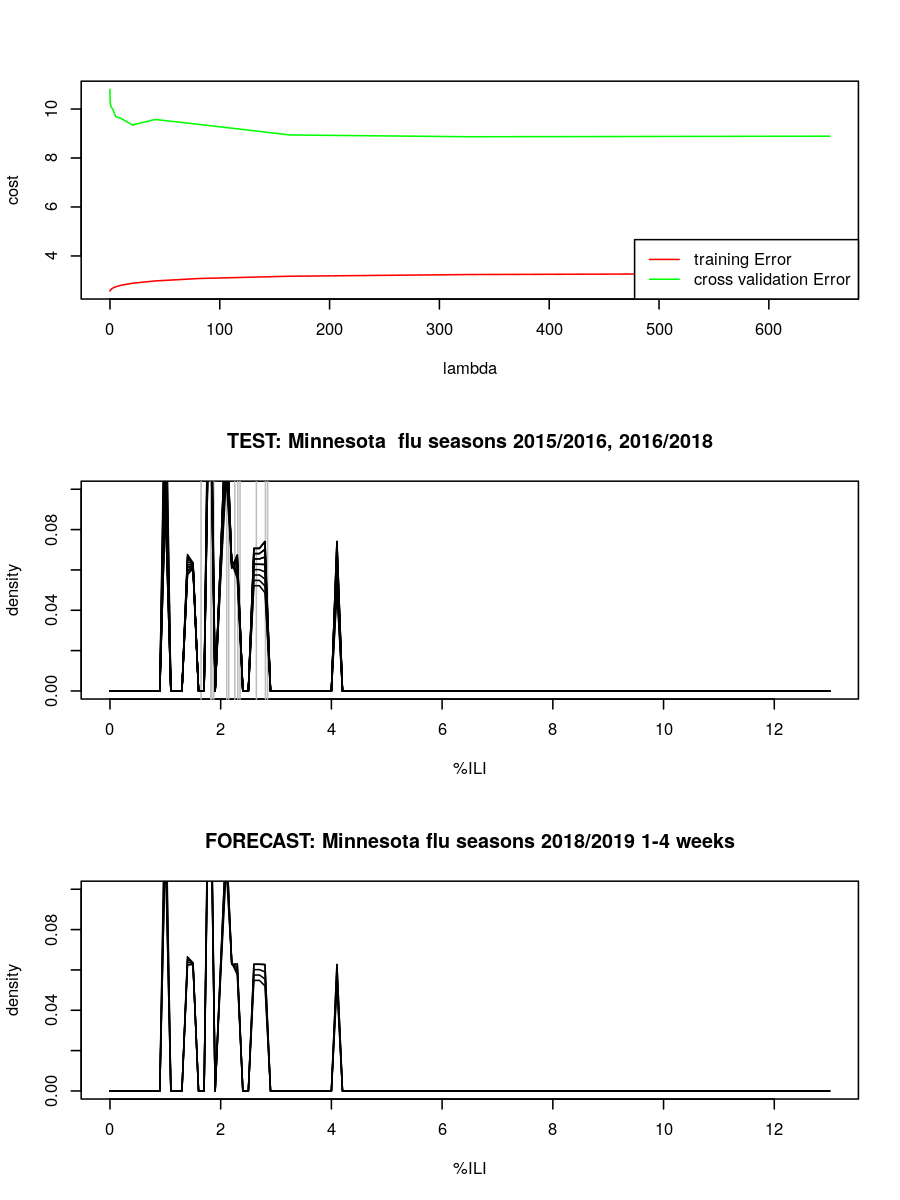 10
8
6
4
cost
training Error
cross validation Error
0 100 200 300 400 500 600
lambda
TEST: Minnesota  flu seasons 2015/2016, 2016/2018
0.08
0.04
0.00
density
0 2 4 6 8 10 12
%ILI
FORECAST: Minnesota flu seasons 2018/2019 1-4 weeks
0.08
0.04
0.00
density
0 2 4 6 8 10 12
%ILI